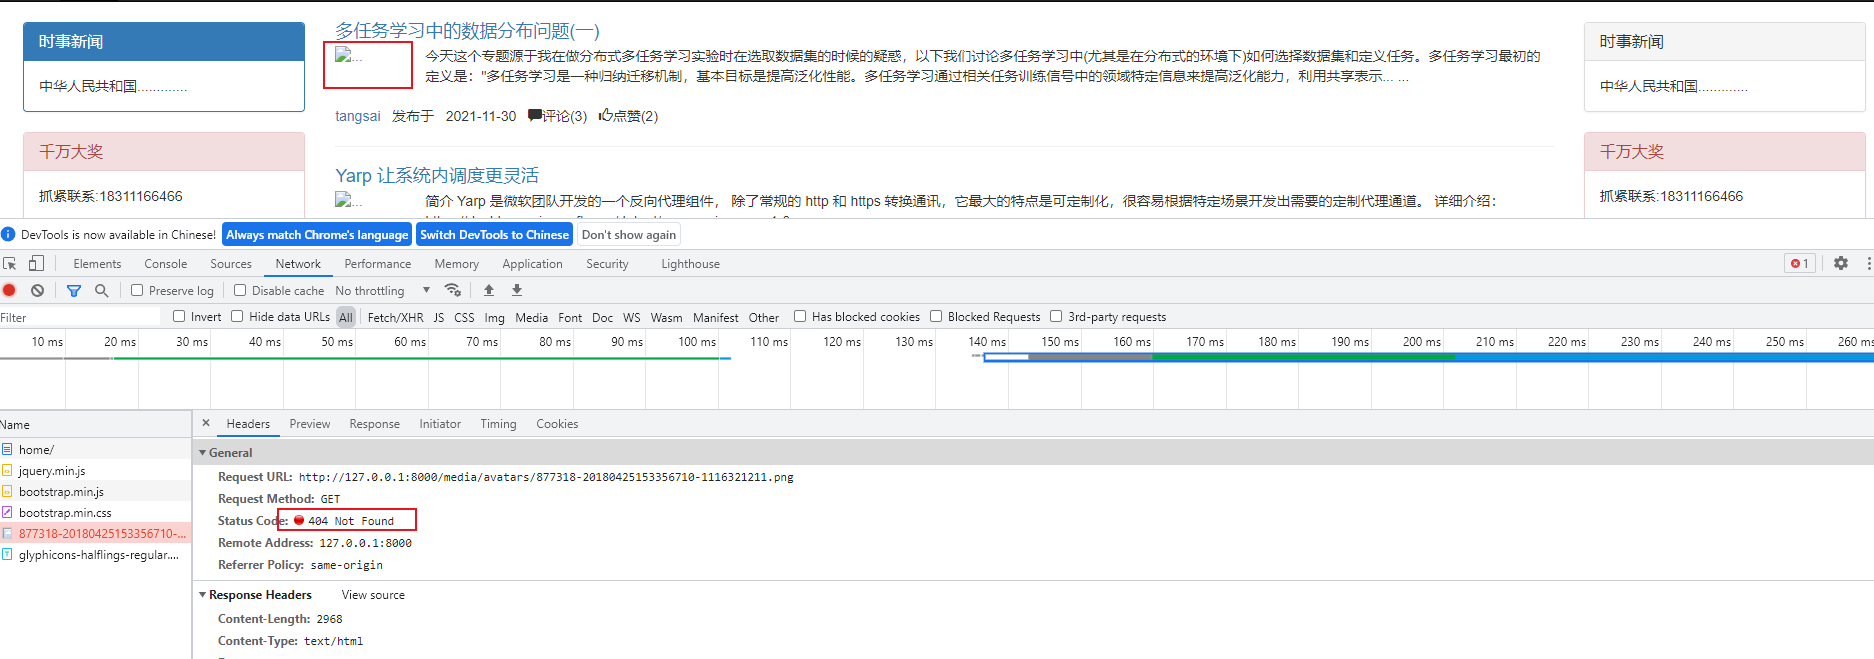 时事新闻
中华人民共和国.............
千万大奖
抓紧联系:18311166466
多任务学习中的数据分布问题(一)
...
今天这个专题源于我在做分布式多任务学习实验时在选取数据集的时候的疑惑，以下我们讨论多任务学习中(尤其是在分布式的环境下)如何选择数据集和定义任务。多任务学习最初的
定义是："多任务学习是一种归纳迁移机制，基本目标是提高泛化性能。多任务学习通过相关任务训练信号中的领域特定信息来提高泛化能力，利用共享表示... ...
tangsai 发布于 2021-11-30 评论(3) 点赞(2)
Yarp 让系统内调度更灵活
...
简介 Yarp 是微软团队开发的一个反向代理组件， 除了常规的 http 和 https 转换通讯，它最大的特点是可定制化，很容易根据特定场景开发出需要的定制代理通道。 详细介绍：
时事新闻
中华人民共和国.............
千万大奖
抓紧联系:18311166466
DevTools is now available in Chinese! Always match Chrome's language Switch DevTools to Chinese Don't show again
Elements Console Sources Network Performance Memory Application Security Lighthouse 1
Preserve log Disable cache No throttling
Filter Invert Hide data URLs All Fetch/XHR JS CSS Img Media Font Doc WS Wasm Manifest Other Has blocked cookies Blocked Requests 3rd-party requests
10 ms 20 ms 30 ms 40 ms 50 ms 60 ms 70 ms 80 ms 90 ms 100 ms 110 ms 120 ms 130 ms 140 ms 150 ms 160 ms 170 ms 180 ms 190 ms 200 ms 210 ms 220 ms 230 ms 240 ms 250 ms 260 ms
Name
home/
jquery.min.js
bootstrap.min.js
bootstrap.min.css
877318-20180425153356710-...
glyphicons-halflings-regular....
× Headers Preview Response Initiator Timing Cookies
General
Request URL: http://127.0.0.1:8000/media/avatars/877318-20180425153356710-1116321211.png
Request Method: GET
Status Code: 404 Not Found
Remote Address: 127.0.0.1:8000
Referrer Policy: same-origin
Response Headers View source
Content-Length: 2968
Content-Type: text/html